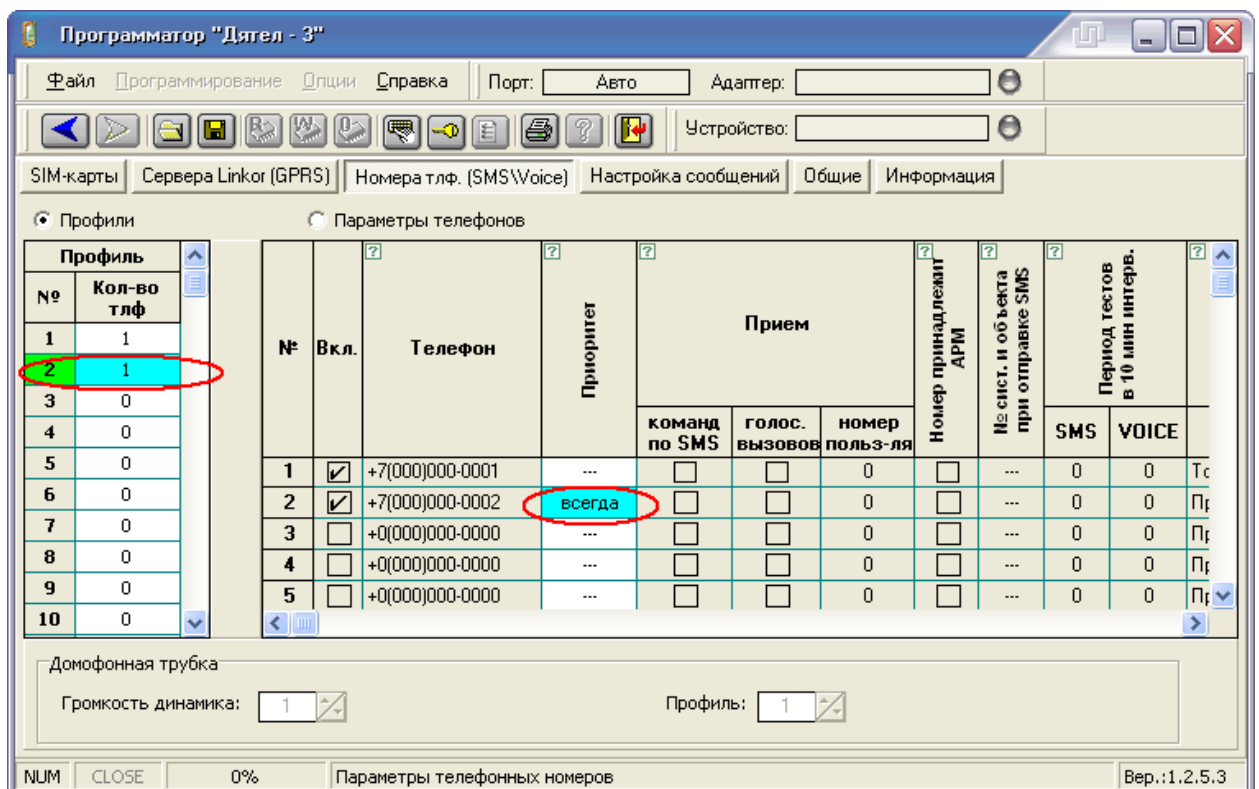 Программатор "Дятел - 3"
Файл Программирование Опции Справка Порт: Авто Адаптер:
Устройство:
SIM-карты Сервера Linkor (GPRS) Номера тлф. (SMS\Voice) Настройка сообщений Общие Информация
Профили Параметры телефонов
Профиль
№ Кол-во тлф
1 1
2 1
3 0
4 0
5 0
6 0
7 0
8 0
9 0
10 0
№ Вкл. Телефон Приоритет Прием Номер принадлежит АРМ № сист. и объекта при отправке SMS Период тестов в 10 мин интерв.
команд по SMS голос. вызовов номер польз-ля SMS VOICE
1 +7(000)000-0001 --- 0 --- 0 0
2 +7(000)000-0002 всегда 0 --- 0 0
3 +0(000)000-0000 --- 0 --- 0 0
4 +0(000)000-0000 --- 0 --- 0 0
5 +0(000)000-0000 --- 0 --- 0 0
Домофонная трубка
Громкость динамика: 1 Профиль: 1
NUM CLOSE 0% Параметры телефонных номеров Вер.:1.2.5.3